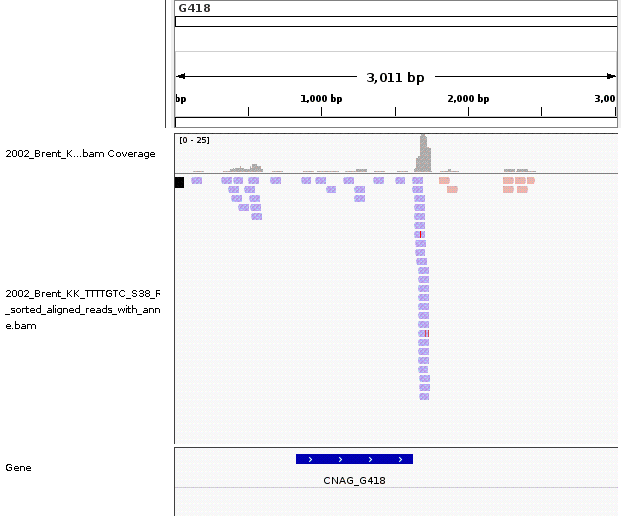 G418
3,011 bp
bp
1,000 bp
2,000 bp
3,00
[0 - 25]
2002_Brent_K...bam Coverage
2002_Brent_KK_TTTTGTC_S38_R
_sorted_aligned_reads_with_ann
e.bam
Gene
CNAG_G418